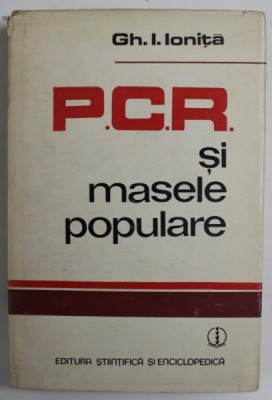 Gh. I. Ioniță
P.C.R.
și
masele
populare
EDITURA ȘTIINȚIFICĂ ȘI ENCICLOPEDICĂ